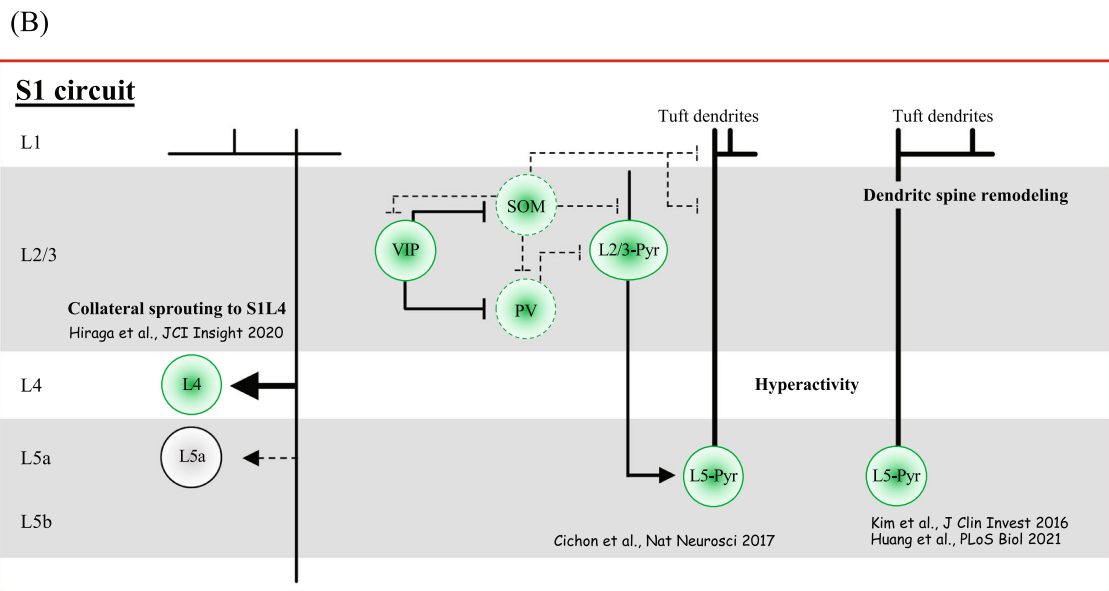 (B)
S1 circuit
L1
Tuft dendrites
Tuft dendrites
Dendritc spine remodeling
SOM
L2/3
VIP
L2/3-Pyr
PV
Collateral sprouting to S1L4
Hiraga et al., JCI Insight 2020
L4
L4
Hyperactivity
L5a
L5a
L5-Pyr
L5-Pyr
L5b
Cichon et al., Nat Neurosci 2017
Kim et al., J Clin Invest 2016
Huang et al., PLoS Biol 2021